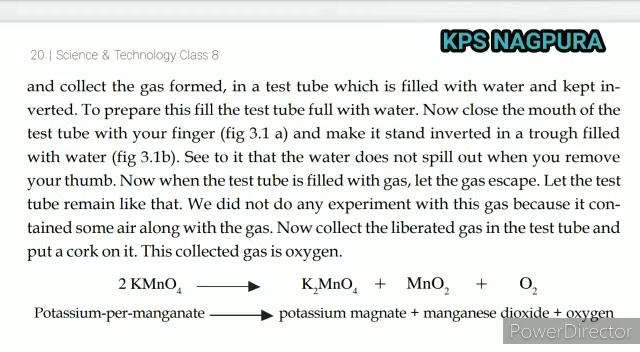 KPS NAGPURA
20 | Science & Technology Class 8
and collect the gas formed, in a test tube which is filled with water and kept in-
verted. To prepare this fill the test tube full with water. Now close the mouth of the
test tube with your finger (fig 3.1 a) and make it stand inverted in a trough filled
with water (fig 3.1b). See to it that the water does not spill out when you remove
your thumb. Now when the test tube is filled with gas, let the gas escape. Let the test
tube remain like that. We did not do any experiment with this gas because it con-
tained some air along with the gas. Now collect the liberated gas in the test tube and
put a cork on it. This collected gas is oxygen.
2 KMnO₄ ⟶ K₂MnO₄ + MnO₂ + O₂
Potassium-per-manganate ⟶ potassium magnate + manganese dioxide + oxygen
PowerDirector